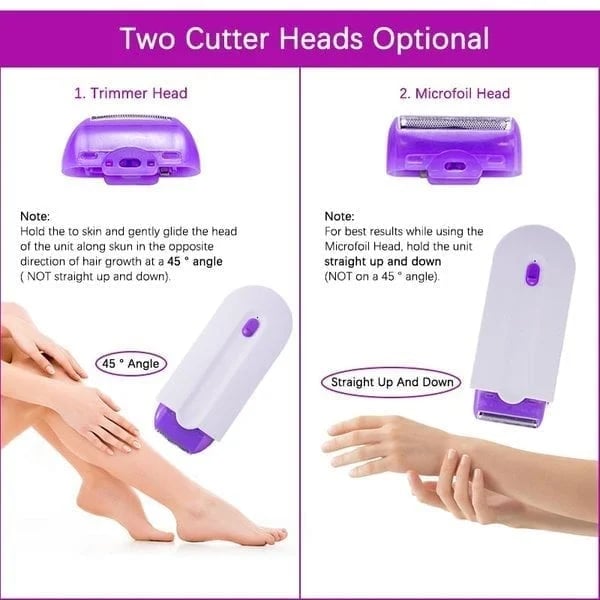 Two Cutter Heads Optional
1. Trimmer Head
Note:
Hold the to skin and gently glide the head
of the unit along skun in the opposite
direction of hair growth at a 45 ° angle
( NOT straight up and down).
45 ° Angle
2. Microfoil Head
Note:
For best results while using the
Microfoil Head, hold the unit
straight up and down
(NOT on a 45 ° angle).
Straight Up And Down